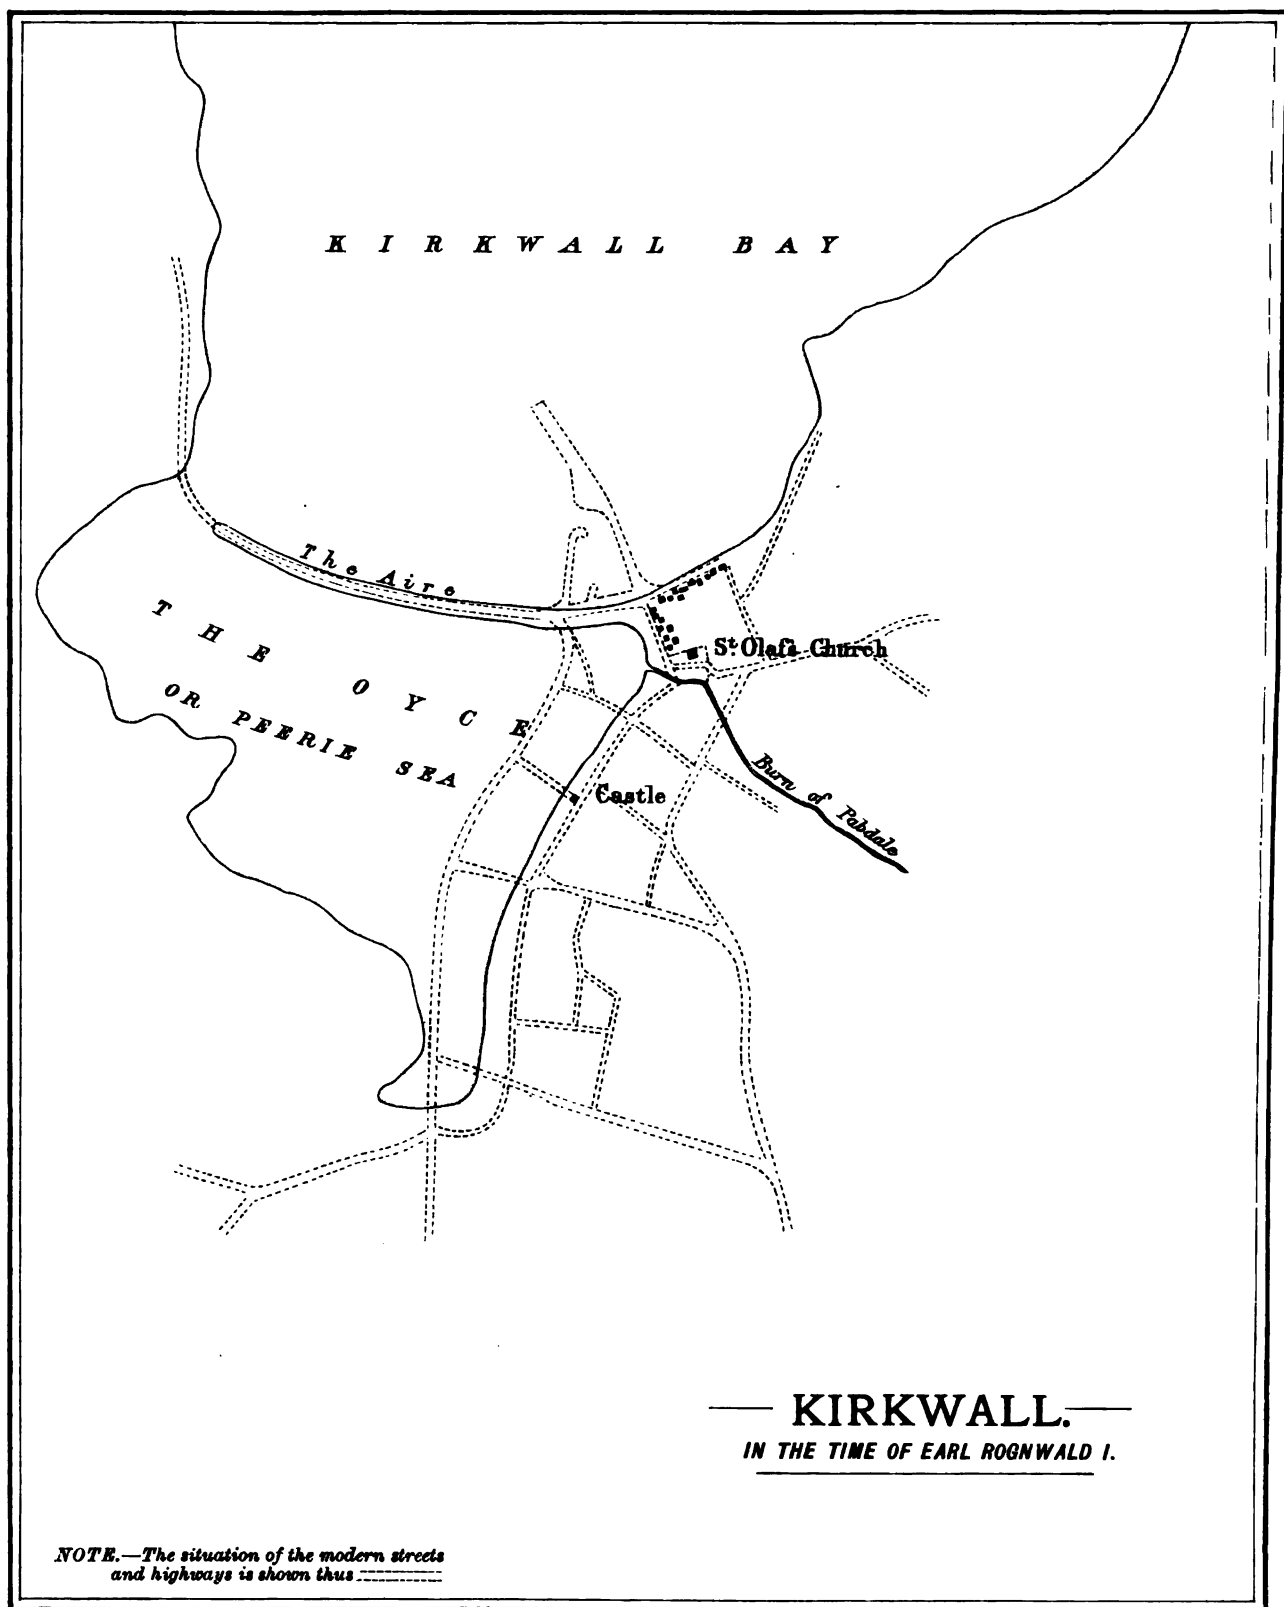 KIRKWALL BAY
The Aire
THE OYCE
OR PEERIE SEA
St. Olaf's Church
Castle
Burn of Pabdale
KIRKWALL.
IN THE TIME OF EARL ROGNWALD I.
NOTE.—The situation of the modern streets
and highways is shown thus